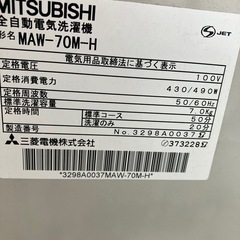 MITSUBISHI
全自動電気洗濯機
形名 MAW-70M-H
JET
電気用品取締法に基づく表示
定格電圧 100V
定格消費電力 430/490W
定格周波数 50/60Hz
標準洗濯容量 7.0kg
定格時間 標準コース 50分
洗濯のみ 20分
No.3298A0037
三菱電機株式会社 373228
*3298A0037MAW-70M-H*